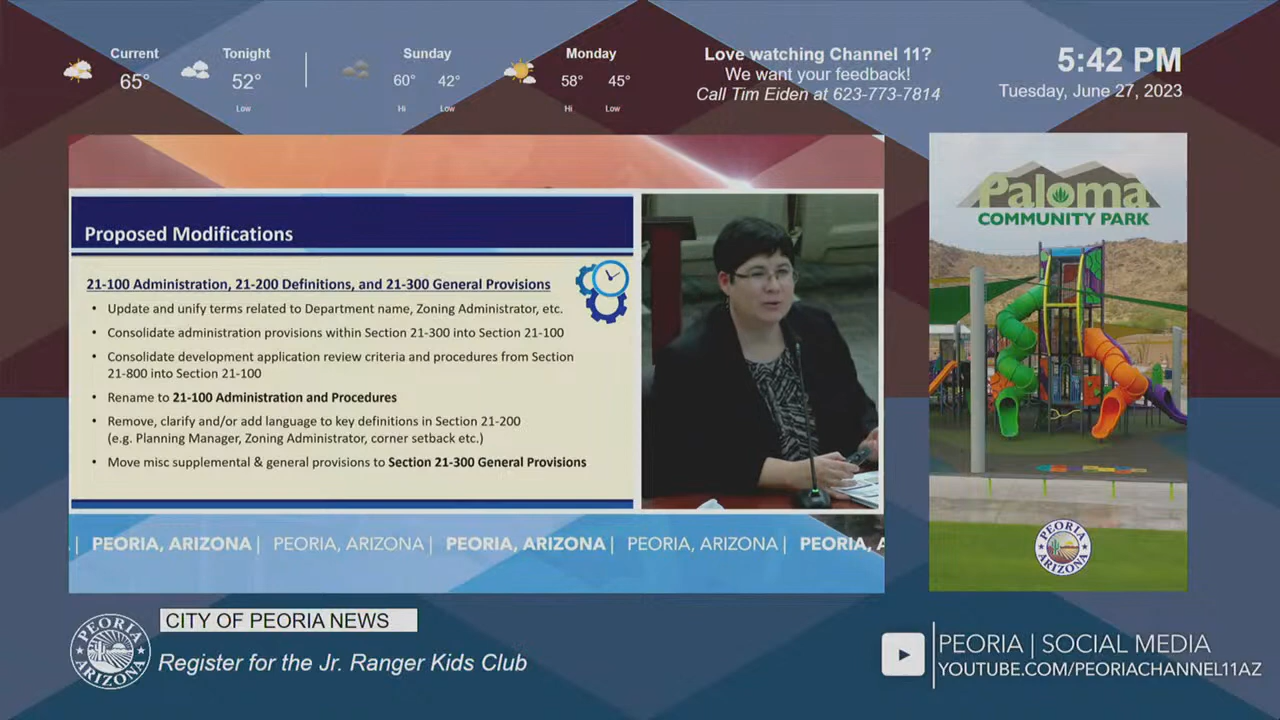 Current
65°
Tonight
52°
Low
Sunday
60° 42°
Hi Low
Monday
58° 45°
Hi Low
Love watching Channel 11?
We want your feedback!
Call Tim Eiden at 623-773-7814
5:42 PM
Tuesday, June 27, 2023
Proposed Modifications
21-100 Administration, 21-200 Definitions, and 21-300 General Provisions
• Update and unify terms related to Department name, Zoning Administrator, etc.
• Consolidate administration provisions within Section 21-300 into Section 21-100
• Consolidate development application review criteria and procedures from Section
21-800 into Section 21-100
• Rename to 21-100 Administration and Procedures
• Remove, clarify and/or add language to key definitions in Section 21-200
(e.g. Planning Manager, Zoning Administrator, corner setback etc.)
• Move misc supplemental & general provisions to Section 21-300 General Provisions
| PEORIA, ARIZONA | PEORIA, ARIZONA | PEORIA, ARIZONA | PEORIA, ARIZONA | PEORIA, A
Paloma
COMMUNITY PARK
PEORIA
ARIZONA
PEORIA
ARIZONA
CITY OF PEORIA NEWS
Register for the Jr. Ranger Kids Club
PEORIA | SOCIAL MEDIA
YOUTUBE.COM/PEORIACHANNEL11AZ